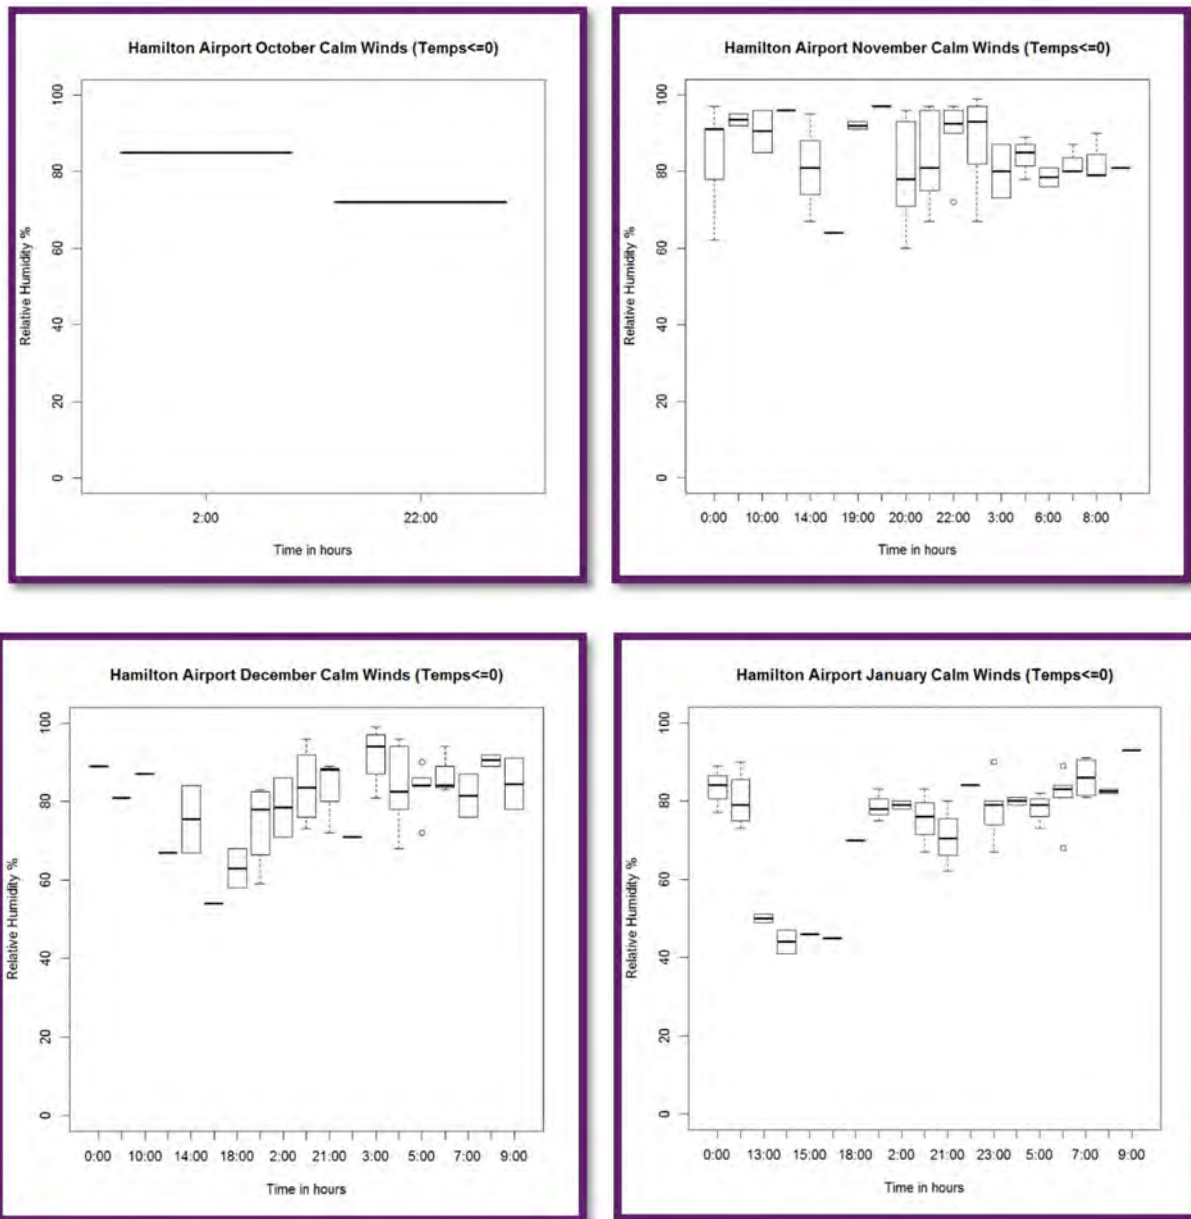 Hamilton Airport October Calm Winds (Temps<=0)
Relative Humidity %
100
80
60
40
20
0
2:00 22:00
Time in hours
Hamilton Airport November Calm Winds (Temps<=0)
Relative Humidity %
100
80
60
40
20
0
0:00 10:00 14:00 19:00 20:00 22:00 3:00 6:00 8:00
Time in hours
Hamilton Airport December Calm Winds (Temps<=0)
Relative Humidity %
100
80
60
40
20
0
0:00 10:00 14:00 18:00 2:00 21:00 3:00 5:00 7:00 9:00
Time in hours
Hamilton Airport January Calm Winds (Temps<=0)
Relative Humidity %
100
80
60
40
20
0
0:00 13:00 15:00 18:00 2:00 21:00 23:00 5:00 7:00 9:00
Time in hours